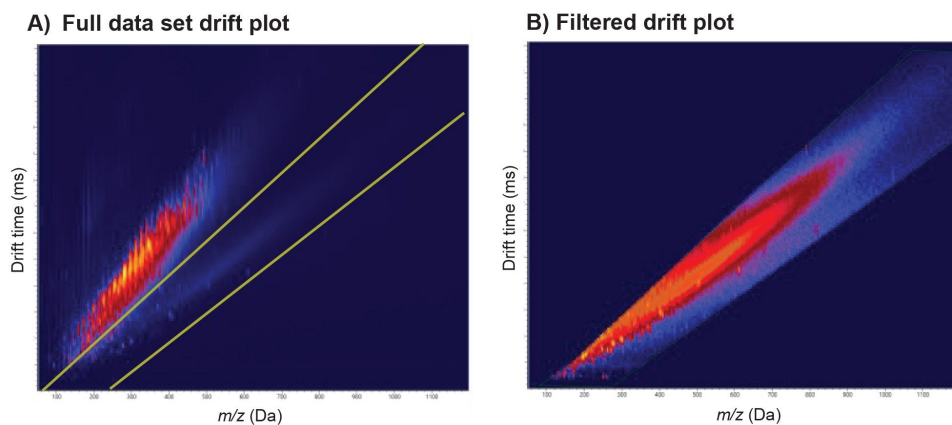 A) Full data set drift plot
B) Filtered drift plot
Drift time (ms)
100 200 300 400 500 600 700 800 900 1000 1100
m/z (Da)
Drift time (ms)
100 200 300 400 500 600 700 800 900 1000 1100
m/z (Da)